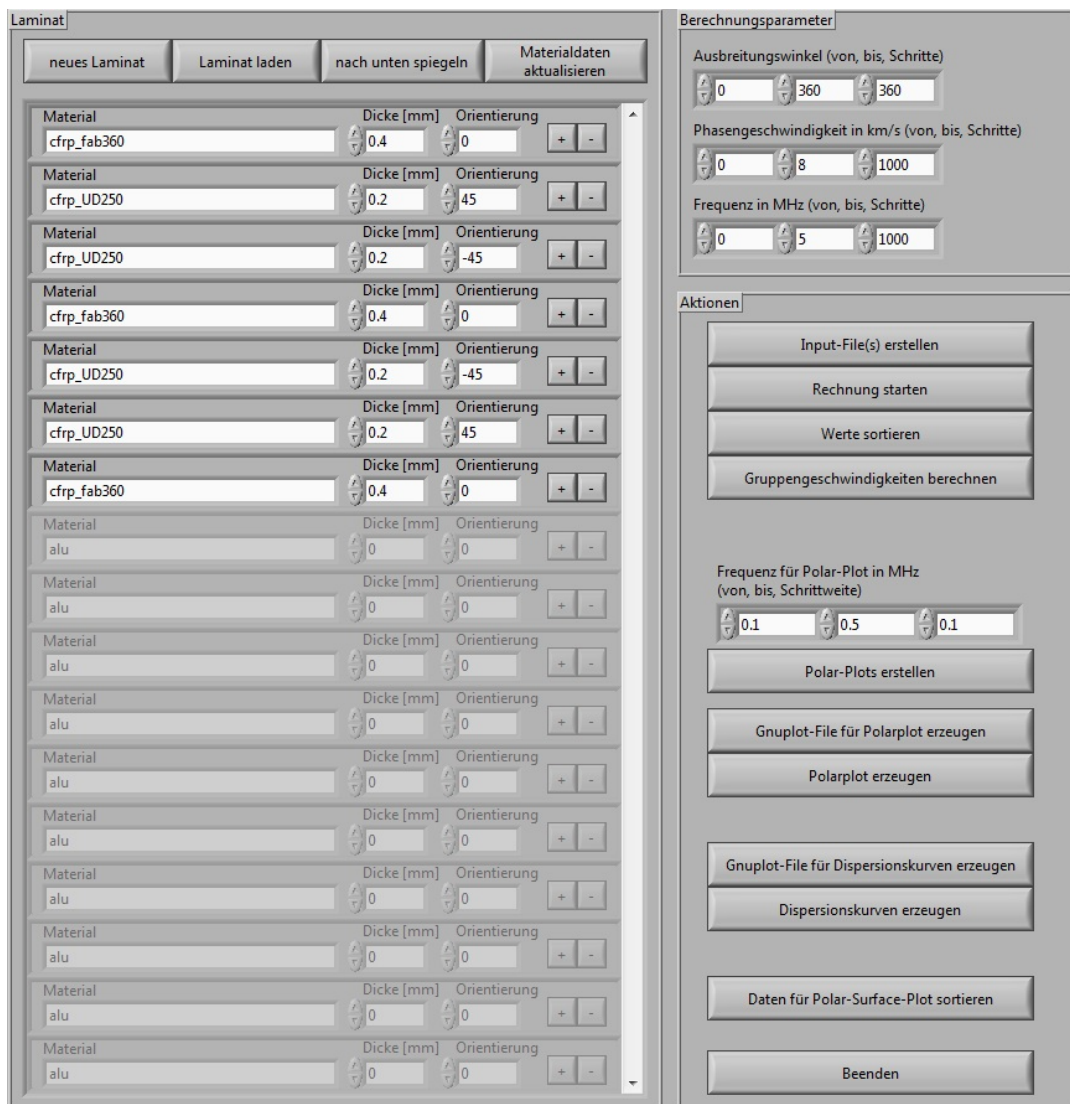 Laminat
neues Laminat Laminat laden nach unten spiegeln Materialdaten aktualisieren
Material Dicke [mm] Orientierung
cfrp_fab360 0.4 0 + -
Material Dicke [mm] Orientierung
cfrp_UD250 0.2 45 + -
Material Dicke [mm] Orientierung
cfrp_UD250 0.2 -45 + -
Material Dicke [mm] Orientierung
cfrp_fab360 0.4 0 + -
Material Dicke [mm] Orientierung
cfrp_UD250 0.2 -45 + -
Material Dicke [mm] Orientierung
cfrp_UD250 0.2 45 + -
Material Dicke [mm] Orientierung
cfrp_fab360 0.4 0 + -
Material Dicke [mm] Orientierung
alu 0 0 + -
Material Dicke [mm] Orientierung
alu 0 0 + -
Material Dicke [mm] Orientierung
alu 0 0 + -
Material Dicke [mm] Orientierung
alu 0 0 + -
Material Dicke [mm] Orientierung
alu 0 0 + -
Material Dicke [mm] Orientierung
alu 0 0 + -
Material Dicke [mm] Orientierung
alu 0 0 + -
Material Dicke [mm] Orientierung
alu 0 0 + -
Material Dicke [mm] Orientierung
alu 0 0 + -
Material Dicke [mm] Orientierung
alu 0 0 + -
Berechnungsparameter
Ausbreitungswinkel (von, bis, Schritte)
0 360 360
Phasengeschwindigkeit in km/s (von, bis, Schritte)
0 8 1000
Frequenz in MHz (von, bis, Schritte)
0 5 1000
Aktionen
Input-File(s) erstellen
Rechnung starten
Werte sortieren
Gruppengeschwindigkeiten berechnen
Frequenz für Polar-Plot in MHz
(von, bis, Schrittweite)
0.1 0.5 0.1
Polar-Plots erstellen
Gnuplot-File für Polarplot erzeugen
Polarplot erzeugen
Gnuplot-File für Dispersionskurven erzeugen
Dispersionskurven erzeugen
Daten für Polar-Surface-Plot sortieren
Beenden